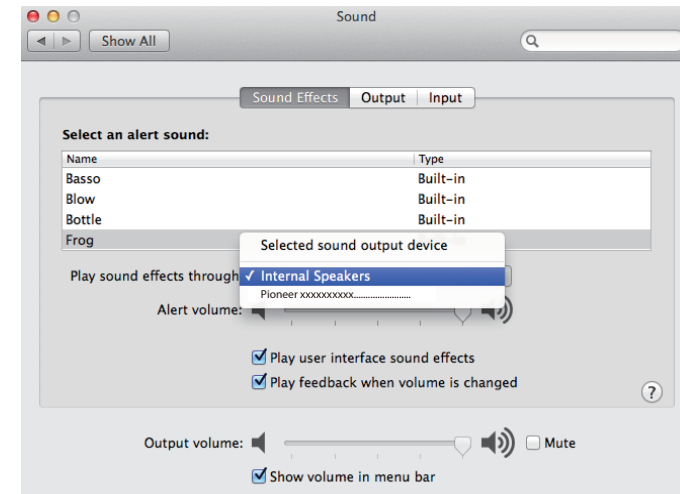 Sound
Show All
Sound Effects Output Input
Select an alert sound:
Name Type
Basso Built-in
Blow Built-in
Bottle Built-in
Frog
Selected sound output device
Play sound effects through ✓ Internal Speakers
Pioneer xxxxxxxxxx........................
Alert volume:
✓ Play user interface sound effects
✓ Play feedback when volume is changed
?
Output volume: Mute
✓ Show volume in menu bar